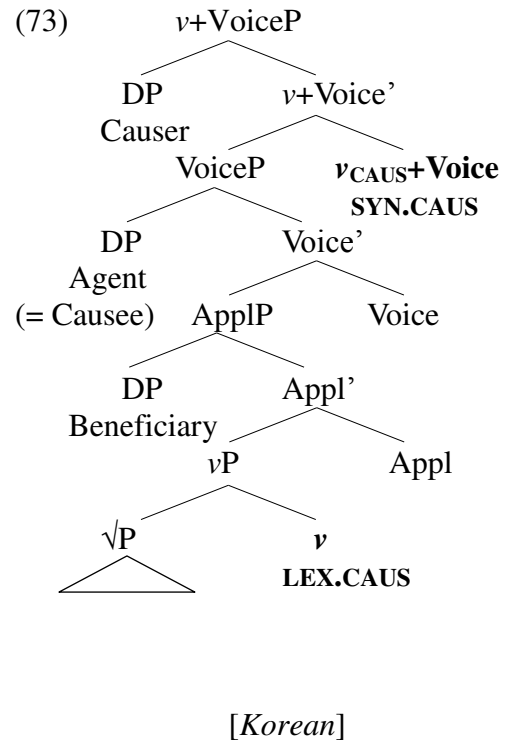 (73) v+VoiceP
DP v+Voice’
Causer
VoiceP vCAUS+Voice
SYN.CAUS
DP Voice’
Agent
(= Causee) ApplP Voice
DP Appl’
Beneficiary
vP Appl
√P v
LEX.CAUS
[Korean]